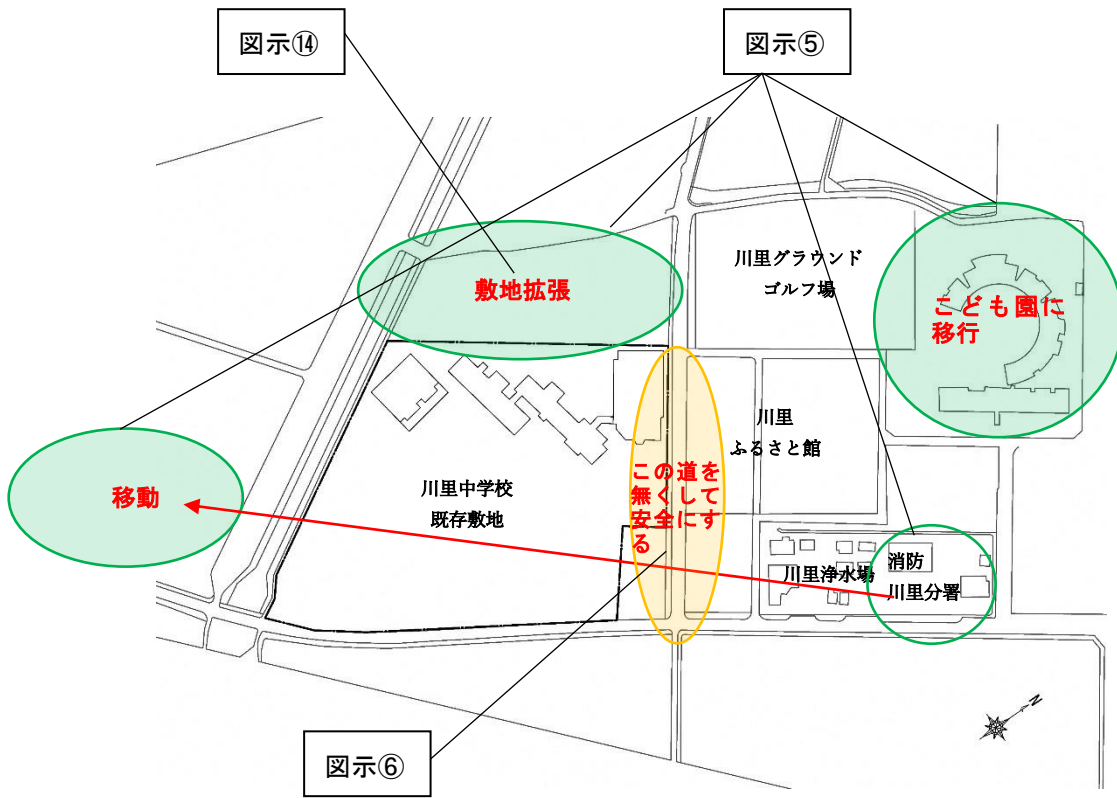 図示⑭
図示⑤
川里グラウンド
ゴルフ場
敷地拡張
こども園に
移行
川里
ふるさと館
この道を
無くして
安全にす
る
移動
川里中学校
既存敷地
消防
川里浄水場
川里分署
N
図示⑥